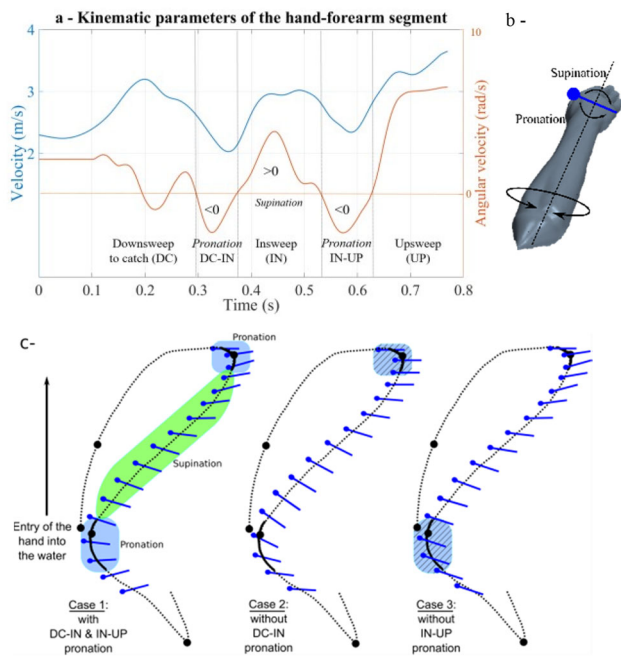 a - Kinematic parameters of the hand-forearm segment
b -
4
3
2
Velocity (m/s)
10
0
Angular velocity (rad/s)
>0
<0
Supination
<0
Downsweep
to catch (DC)
Pronation
DC-IN
Insweep
(IN)
Pronation
IN-UP
Upsweep
(UP)
0
0.1
0.2
0.3
0.4
0.5
0.6
0.7
0.8
Time (s)
Supination
Pronation
c-
Pronation
Supination
Entry of the
hand into
the water
Pronation
Case 1:
with
DC-IN & IN-UP
pronation
Case 2:
without
DC-IN
pronation
Case 3:
without
IN-UP
pronation